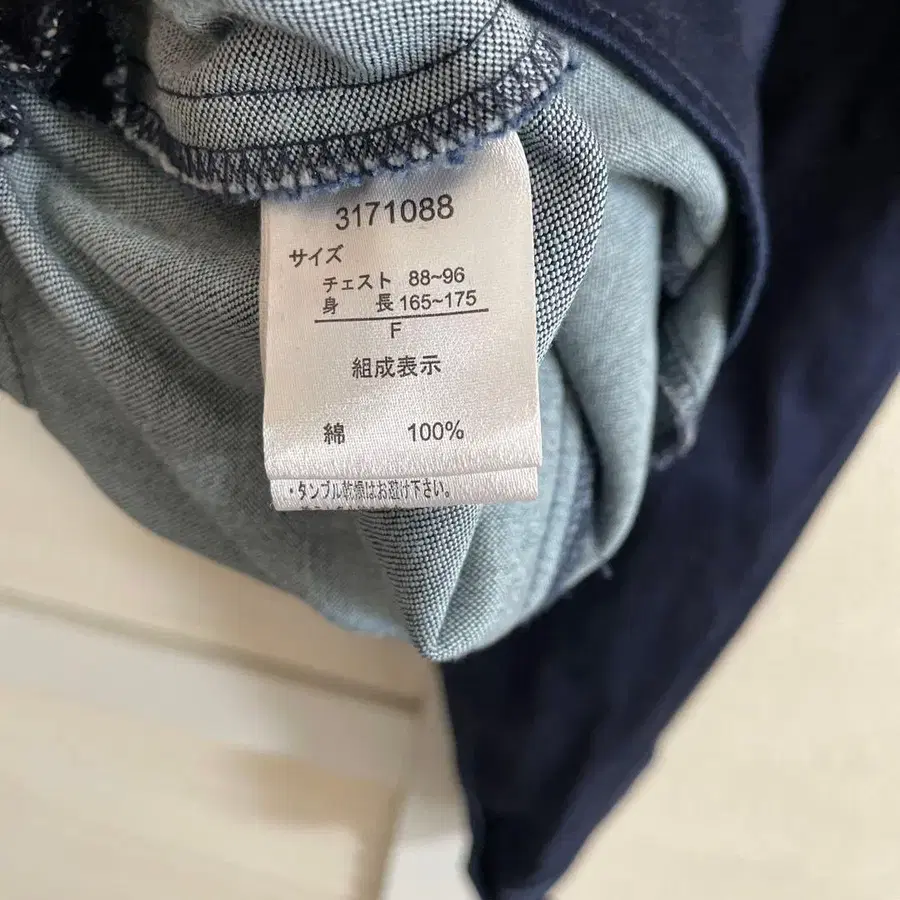 3171088
サイズ
チェスト 88~96
身 長 165~175
F
組成表示
綿 100%
・タンブル乾燥はお避け下さい。